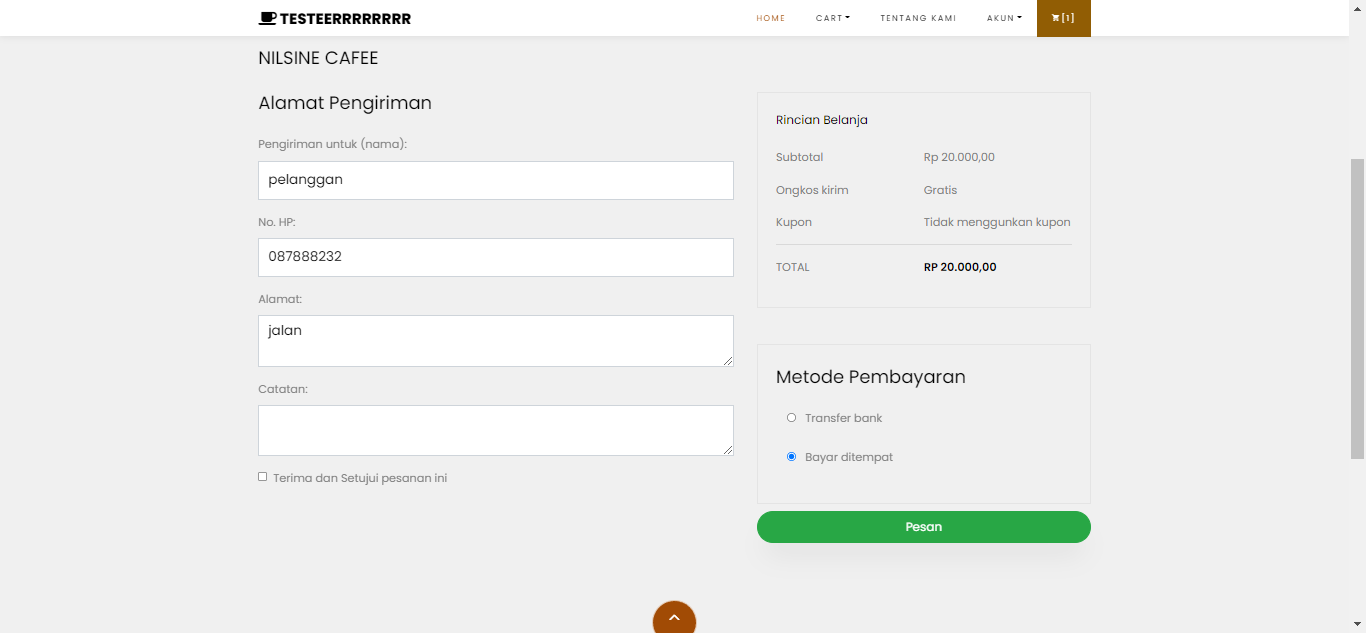 TESTEERRRRRRRR
HOME
CART
TENTANG KAMI
AKUN
[1]
NILSINE CAFEE
Alamat Pengiriman
Pengiriman untuk (nama):
pelanggan
No. HP:
087888232
Alamat:
jalan
Catatan:
Terima dan Setujui pesanan ini
Rincian Belanja
Subtotal Rp 20.000,00
Ongkos kirim Gratis
Kupon Tidak menggunkan kupon
TOTAL RP 20.000,00
Metode Pembayaran
Transfer bank
Bayar ditempat
Pesan